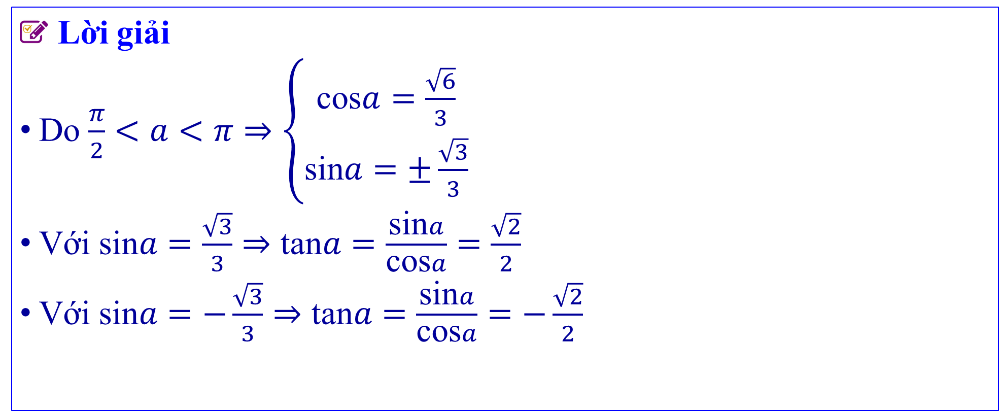 Lời giải
• Do π/2 < a < π ⇒ { cosa = √6/3
sina = ± √3/3
• Với sina = √3/3 ⇒ tana = sina/cosa = √2/2
• Với sina = −√3/3 ⇒ tana = sina/cosa = −√2/2